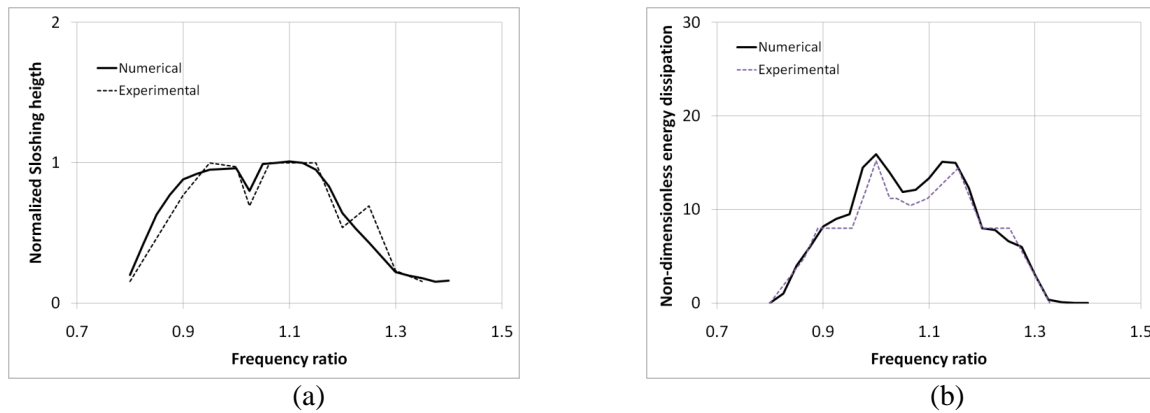 2
1
0
0.7 0.9 1.1 1.3 1.5
Normalized Sloshing heigth
Frequency ratio
Numerical
Experimental
(a)
30
20
10
0
0.7 0.9 1.1 1.3 1.5
Non-dimensionless energy dissipation
Frequency ratio
Numerical
Experimental
(b)